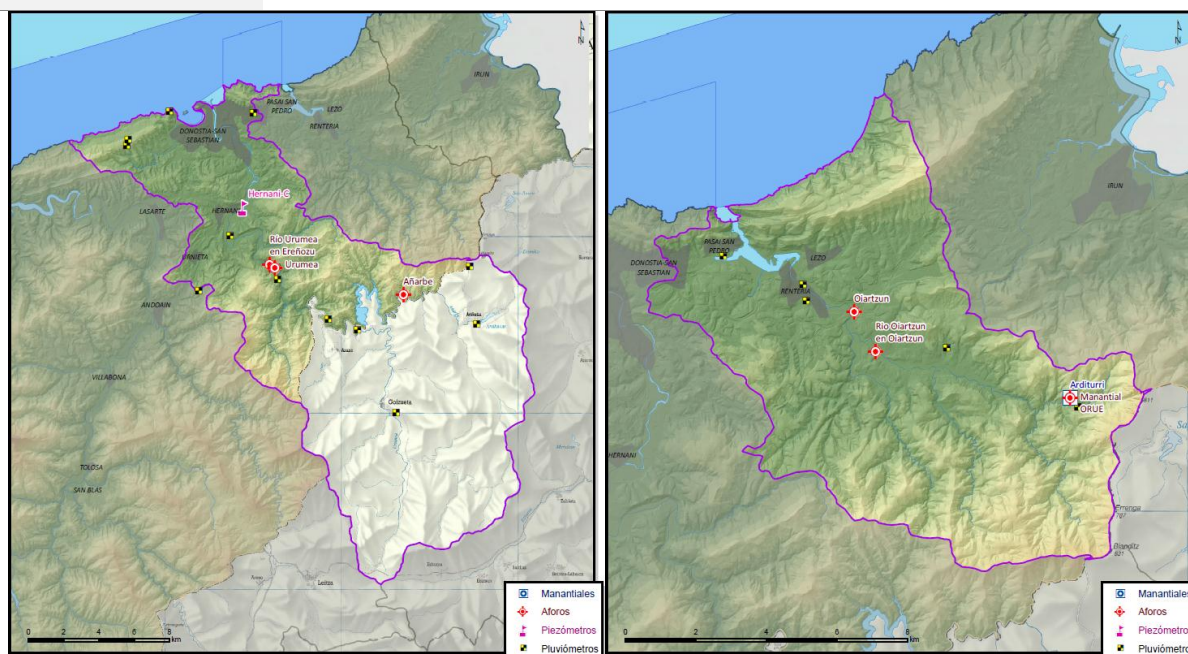 N
IRUN
PASAI SAN
PEDRO
LEZO
RENTERIA
DONOSTIA-SAN
SEBASTIAN
Hernani-C
LASARTE
HERNANI
Río Urumea
en Ereñozu
Urumea
URNIETA
Añarbe
ANDOAIN
Goizueta
VILLABONA
TOLOSA
SAN BLAS
Leitza
0 2 4 6 8
km
Manantiales
Aforos
Piezómetros
Pluviómetros
N
IRUN
PASAI SAN
PEDRO
LEZO
DONOSTIA-SAN
SEBASTIAN
RENTERIA
Oiartzun
Río Oiartzun
en Oiartzun
Arditurri
Manantial
ORUE
HERNANI
0 2 4 6 8
km
Manantiales
Aforos
Piezómetros
Pluviómetros